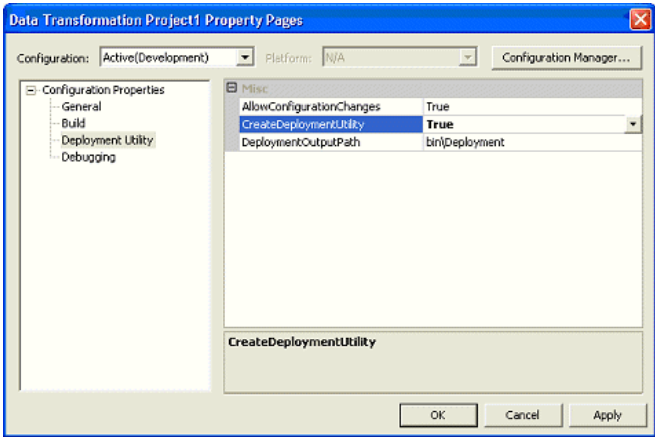 Data Transformation Project1 Property Pages
Configuration: Active(Development) Platform: N/A Configuration Manager...
Configuration Properties
General
Build
Deployment Utility
Debugging
Misc
AllowConfigurationChanges True
CreateDeploymentUtility True
DeploymentOutputPath bin\Deployment
CreateDeploymentUtility
OK Cancel Apply